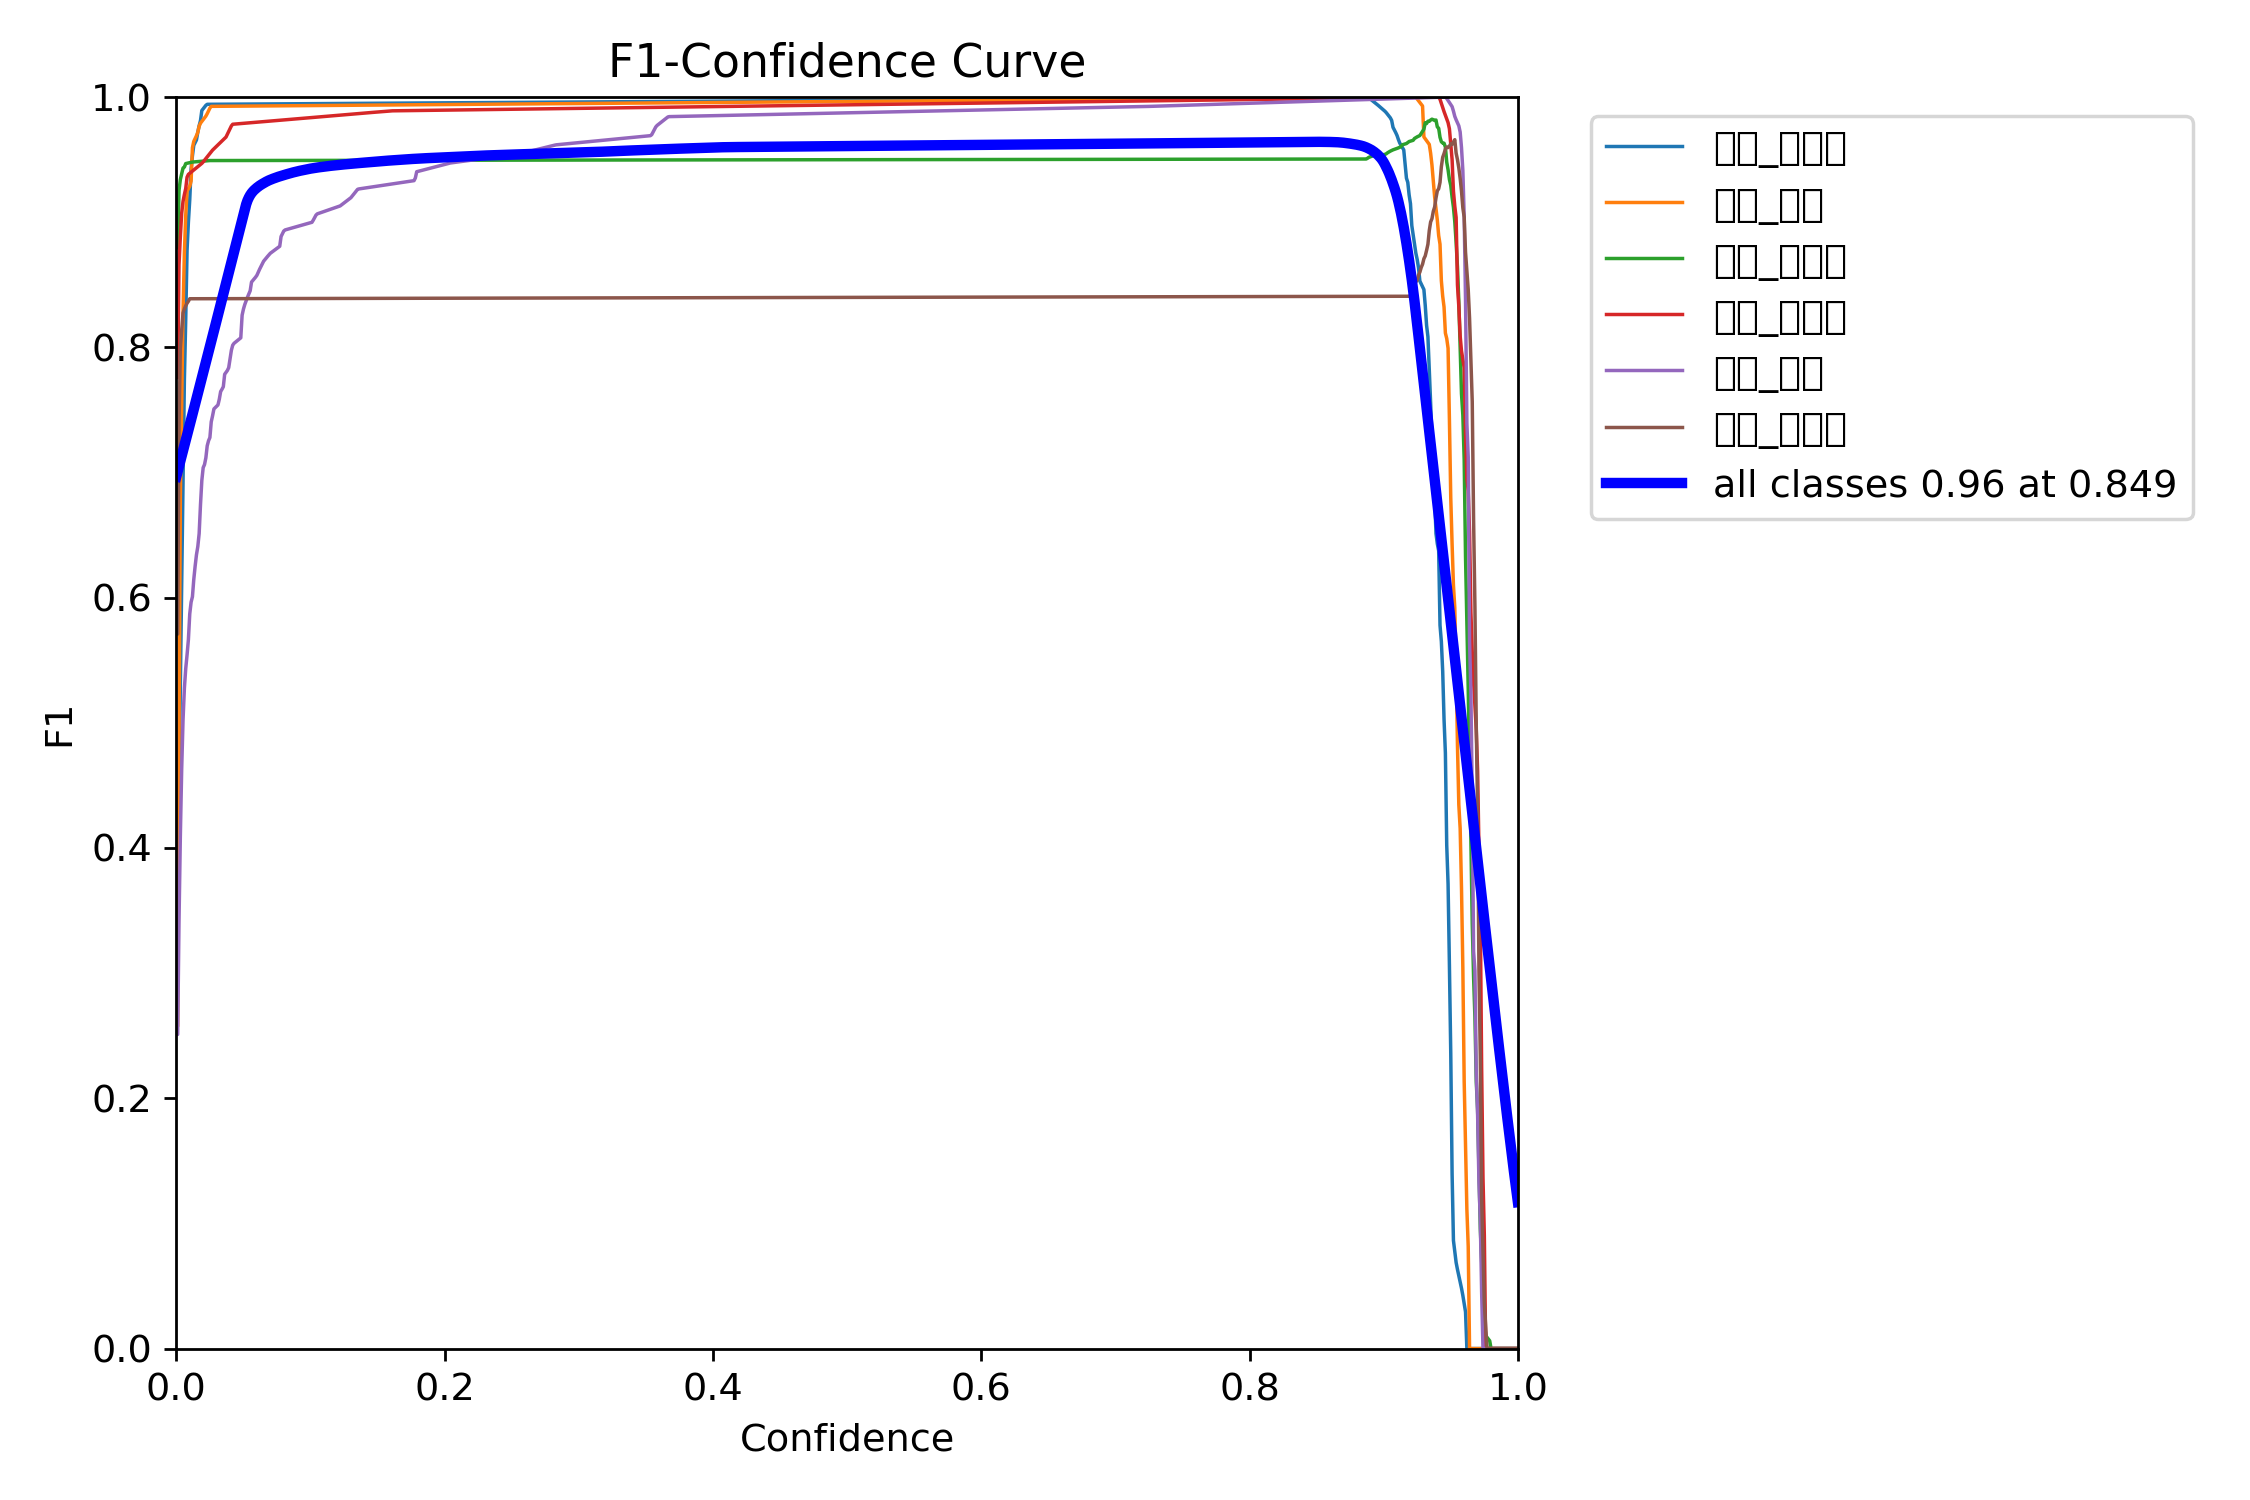 F1-Confidence Curve
1.0
0.8
0.6
0.4
0.2
0.0
F1
0.0 0.2 0.4 0.6 0.8 1.0
Confidence
□□_□□□
□□_□□
□□_□□□
□□_□□□
□□_□□
□□_□□□
all classes 0.96 at 0.849